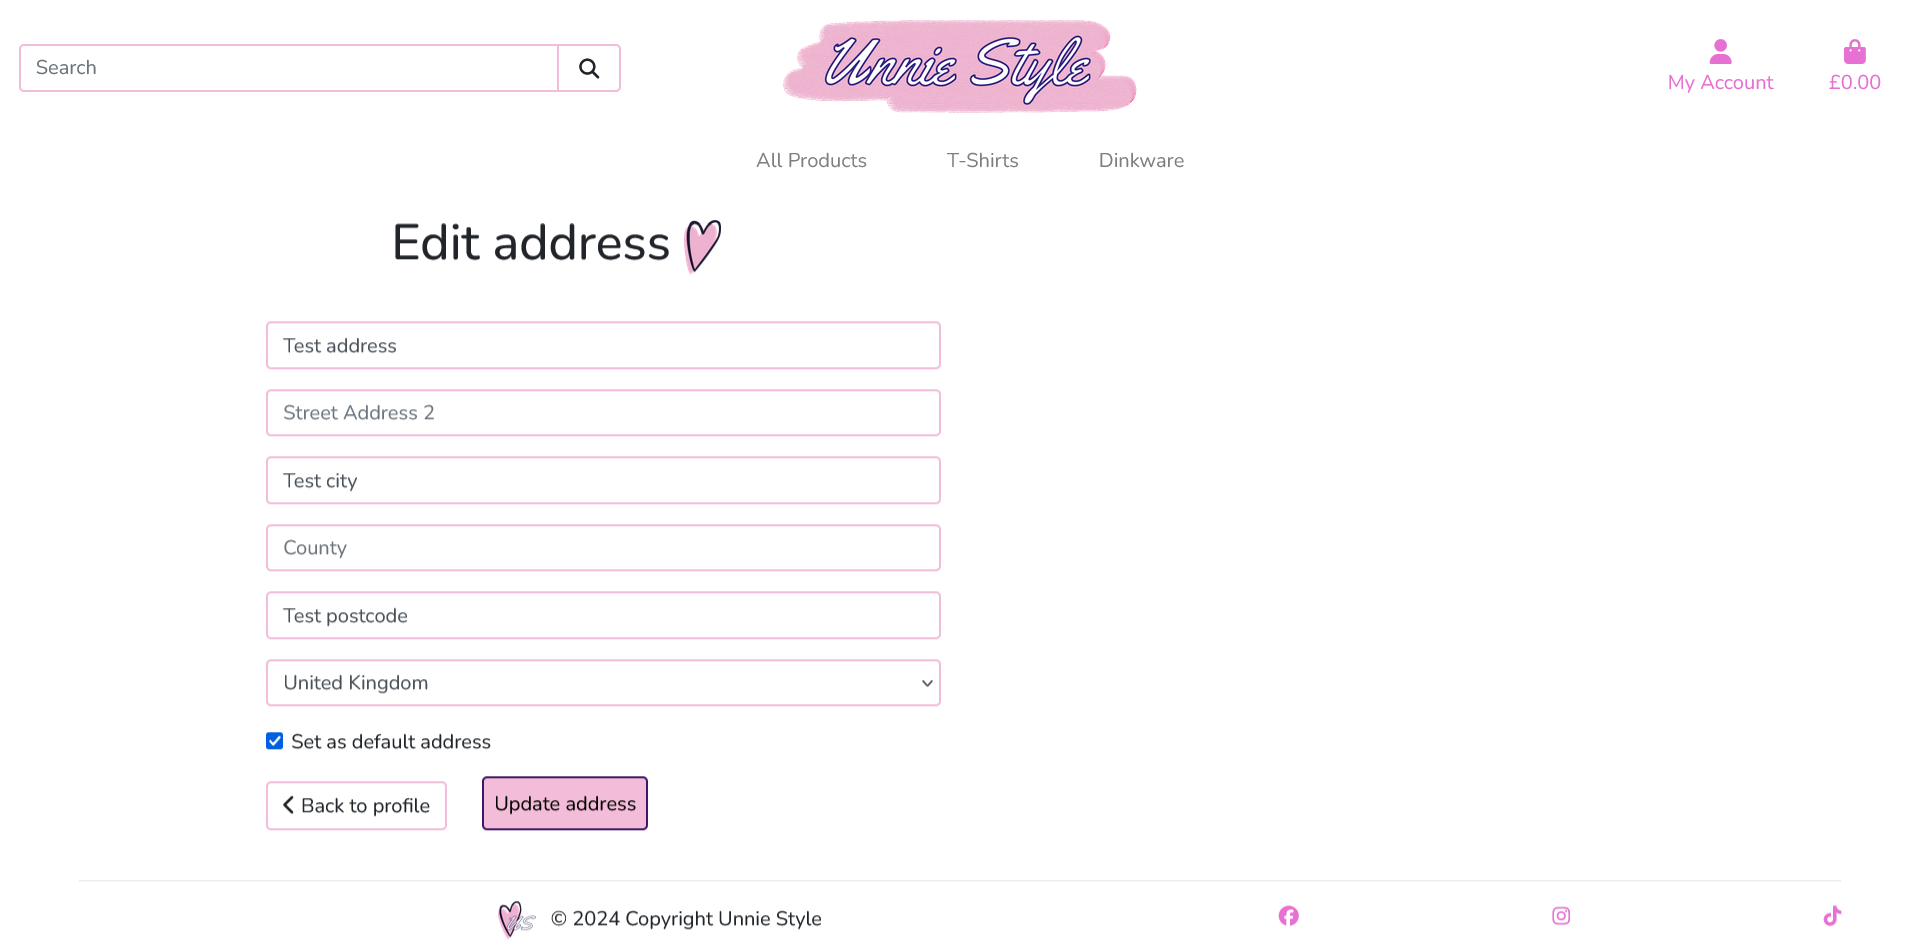 Search
Unnie Style
My Account
£0.00
All Products
T-Shirts
Dinkware
Edit address
Test address
Street Address 2
Test city
County
Test postcode
United Kingdom
Set as default address
Back to profile
Update address
US
© 2024 Copyright Unnie Style